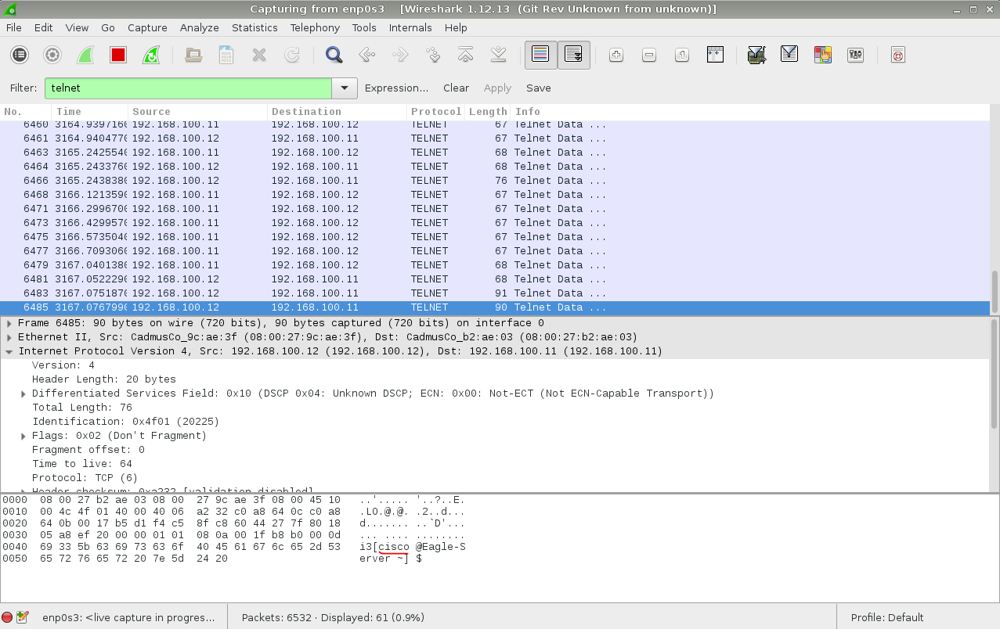 Capturing from enp0s3    [Wireshark 1.12.13  (Git Rev Unknown from unknown)]
File Edit View Go Capture Analyze Statistics Telephony Tools Internals Help
Filter: telnet Expression... Clear Apply Save
No. Time Source Destination Protocol Length Info
6460 3164.9397160 192.168.100.11 192.168.100.12 TELNET 67 Telnet Data ...
6461 3164.9404770 192.168.100.12 192.168.100.11 TELNET 67 Telnet Data ...
6463 3165.2425540 192.168.100.11 192.168.100.12 TELNET 68 Telnet Data ...
6464 3165.2433760 192.168.100.12 192.168.100.11 TELNET 68 Telnet Data ...
6466 3165.2438380 192.168.100.12 192.168.100.11 TELNET 76 Telnet Data ...
6468 3166.1213590 192.168.100.11 192.168.100.12 TELNET 67 Telnet Data ...
6471 3166.2996700 192.168.100.11 192.168.100.12 TELNET 67 Telnet Data ...
6473 3166.4299570 192.168.100.11 192.168.100.12 TELNET 67 Telnet Data ...
6475 3166.5735040 192.168.100.11 192.168.100.12 TELNET 67 Telnet Data ...
6477 3166.7093060 192.168.100.11 192.168.100.12 TELNET 67 Telnet Data ...
6479 3167.0401380 192.168.100.11 192.168.100.12 TELNET 68 Telnet Data ...
6481 3167.0522290 192.168.100.12 192.168.100.11 TELNET 68 Telnet Data ...
6483 3167.0751870 192.168.100.12 192.168.100.11 TELNET 91 Telnet Data ...
6485 3167.0767990 192.168.100.12 192.168.100.11 TELNET 90 Telnet Data ...
Frame 6485: 90 bytes on wire (720 bits), 90 bytes captured (720 bits) on interface 0
Ethernet II, Src: CadmusCo_9c:ae:3f (08:00:27:9c:ae:3f), Dst: CadmusCo_b2:ae:03 (08:00:27:b2:ae:03)
Internet Protocol Version 4, Src: 192.168.100.12 (192.168.100.12), Dst: 192.168.100.11 (192.168.100.11)
Version: 4
Header Length: 20 bytes
Differentiated Services Field: 0x10 (DSCP 0x04: Unknown DSCP; ECN: 0x00: Not-ECT (Not ECN-Capable Transport))
Total Length: 76
Identification: 0x4f01 (20225)
Flags: 0x02 (Don't Fragment)
Fragment offset: 0
Time to live: 64
Protocol: TCP (6)
Header checksum: 0xa232 [validation disabled]
0000  08 00 27 b2 ae 03 08 00  27 9c ae 3f 08 00 45 10   ..'..... '..?..E.
0010  00 4c 4f 01 40 00 40 06  a2 32 c0 a8 64 0c c0 a8   .LO.@.@. .2..d...
0020  64 0b 00 17 b5 d1 f4 c5  8f c8 60 44 27 7f 80 18   d....... ..`D'...
0030  05 a8 ef 20 00 00 01 01  08 0a 00 1f b8 b0 00 0d   ... .... ........
0040  69 33 5b 63 69 73 63 6f  40 45 61 67 6c 65 2d 53   i3[cisco @Eagle-S
0050  65 72 76 65 72 20 7e 5d  24 20   erver ~] $
enp0s3: <live capture in progres... Packets: 6532 · Displayed: 61 (0.9%) Profile: Default